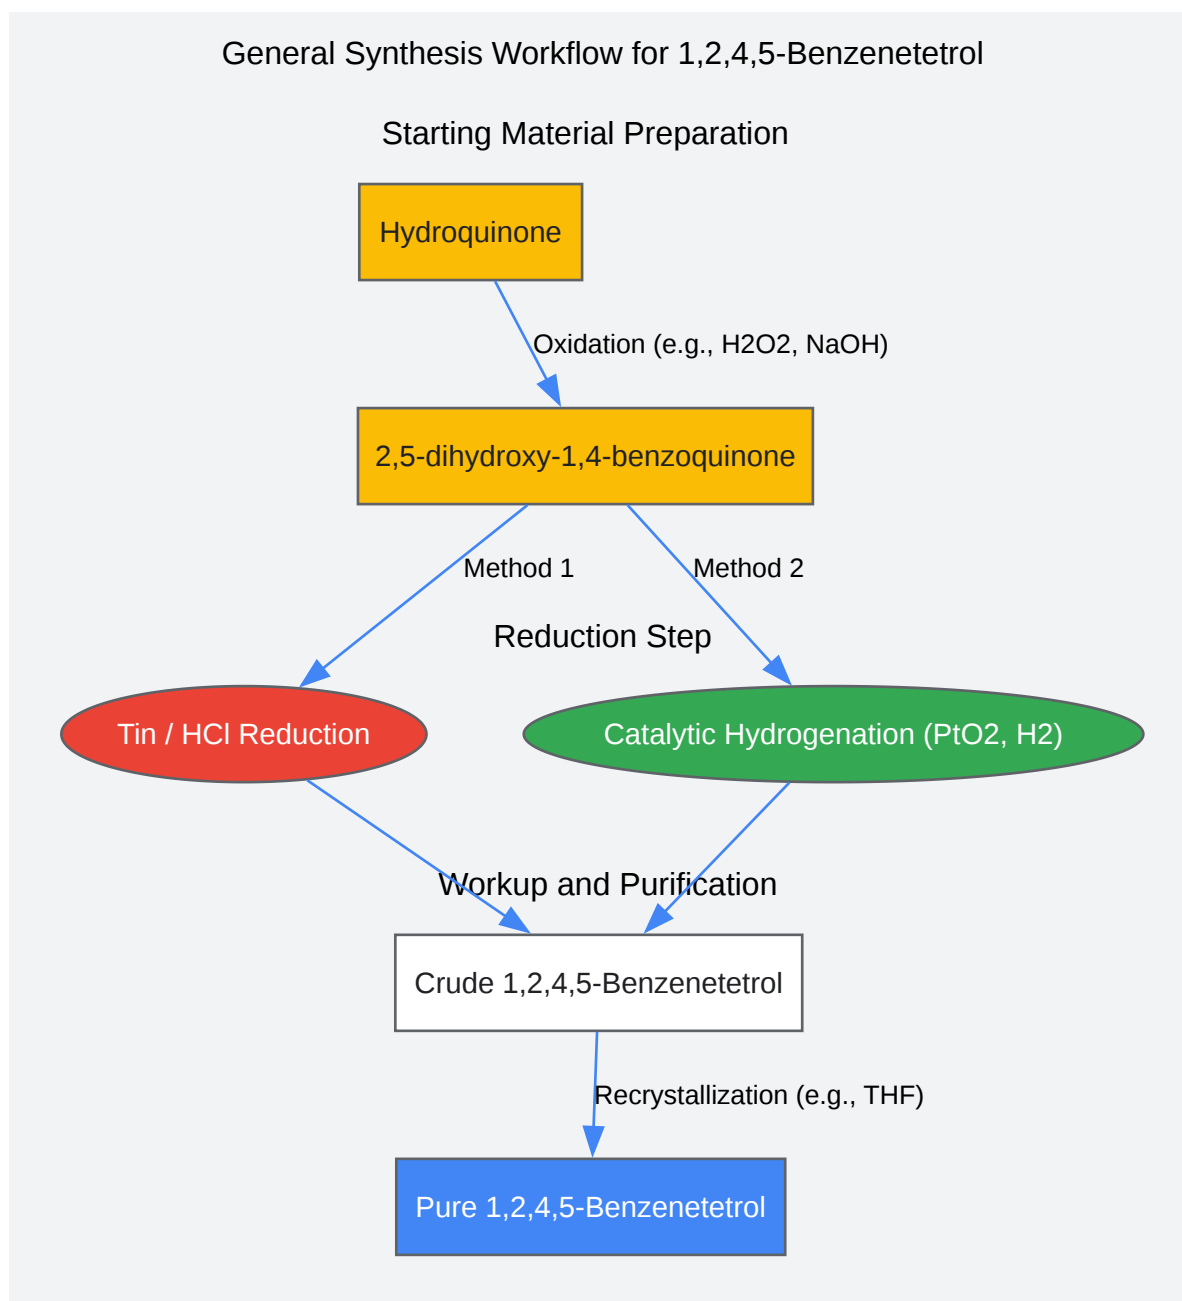 General Synthesis Workflow for 1,2,4,5-Benzenetetrol
Starting Material Preparation
Hydroquinone
Oxidation (e.g., H2O2, NaOH)
2,5-dihydroxy-1,4-benzoquinone
Method 1
Method 2
Reduction Step
Tin / HCl Reduction
Catalytic Hydrogenation (PtO2, H2)
Workup and Purification
Crude 1,2,4,5-Benzenetetrol
Recrystallization (e.g., THF)
Pure 1,2,4,5-Benzenetetrol